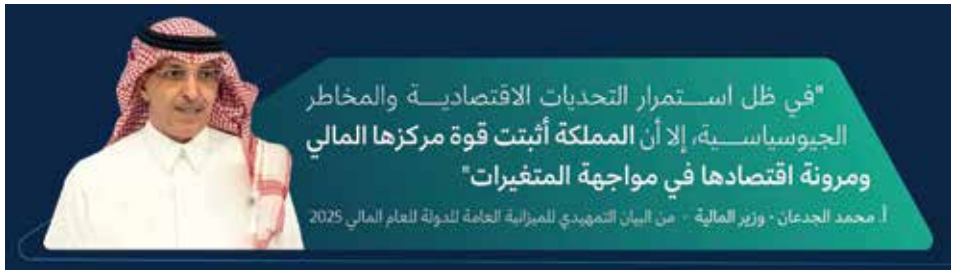 "في ظل استمرار التحديات الاقتصادية والمخاطر
الجيوسياسية، إلا أن المملكة أثبتت قوة مركزها المالي
ومرونة اقتصادها في مواجهة المتغيرات"
أ. محمد الجدعان - وزير المالية - من البيان التمهيدي للميزانية العامة للدولة للعام المالي 2025